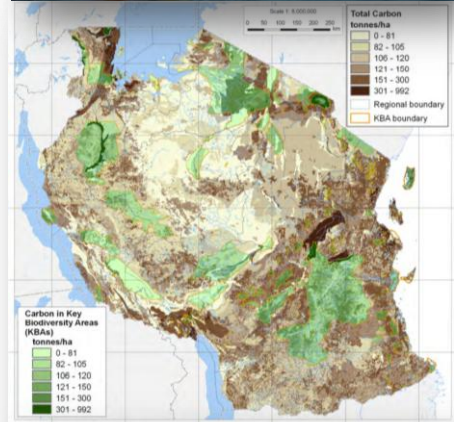 Scale 1: 6,000,000
0 50 100 150 200 250
km
Total Carbon
tonnes/ha
0 - 81
82 - 105
106 - 120
121 - 150
151 - 300
301 - 992
Regional boundary
KBA boundary
Carbon in Key
Biodiversity Areas
(KBAs)
tonnes/ha
0 - 81
82 - 105
106 - 120
121 - 150
151 - 300
301 - 992